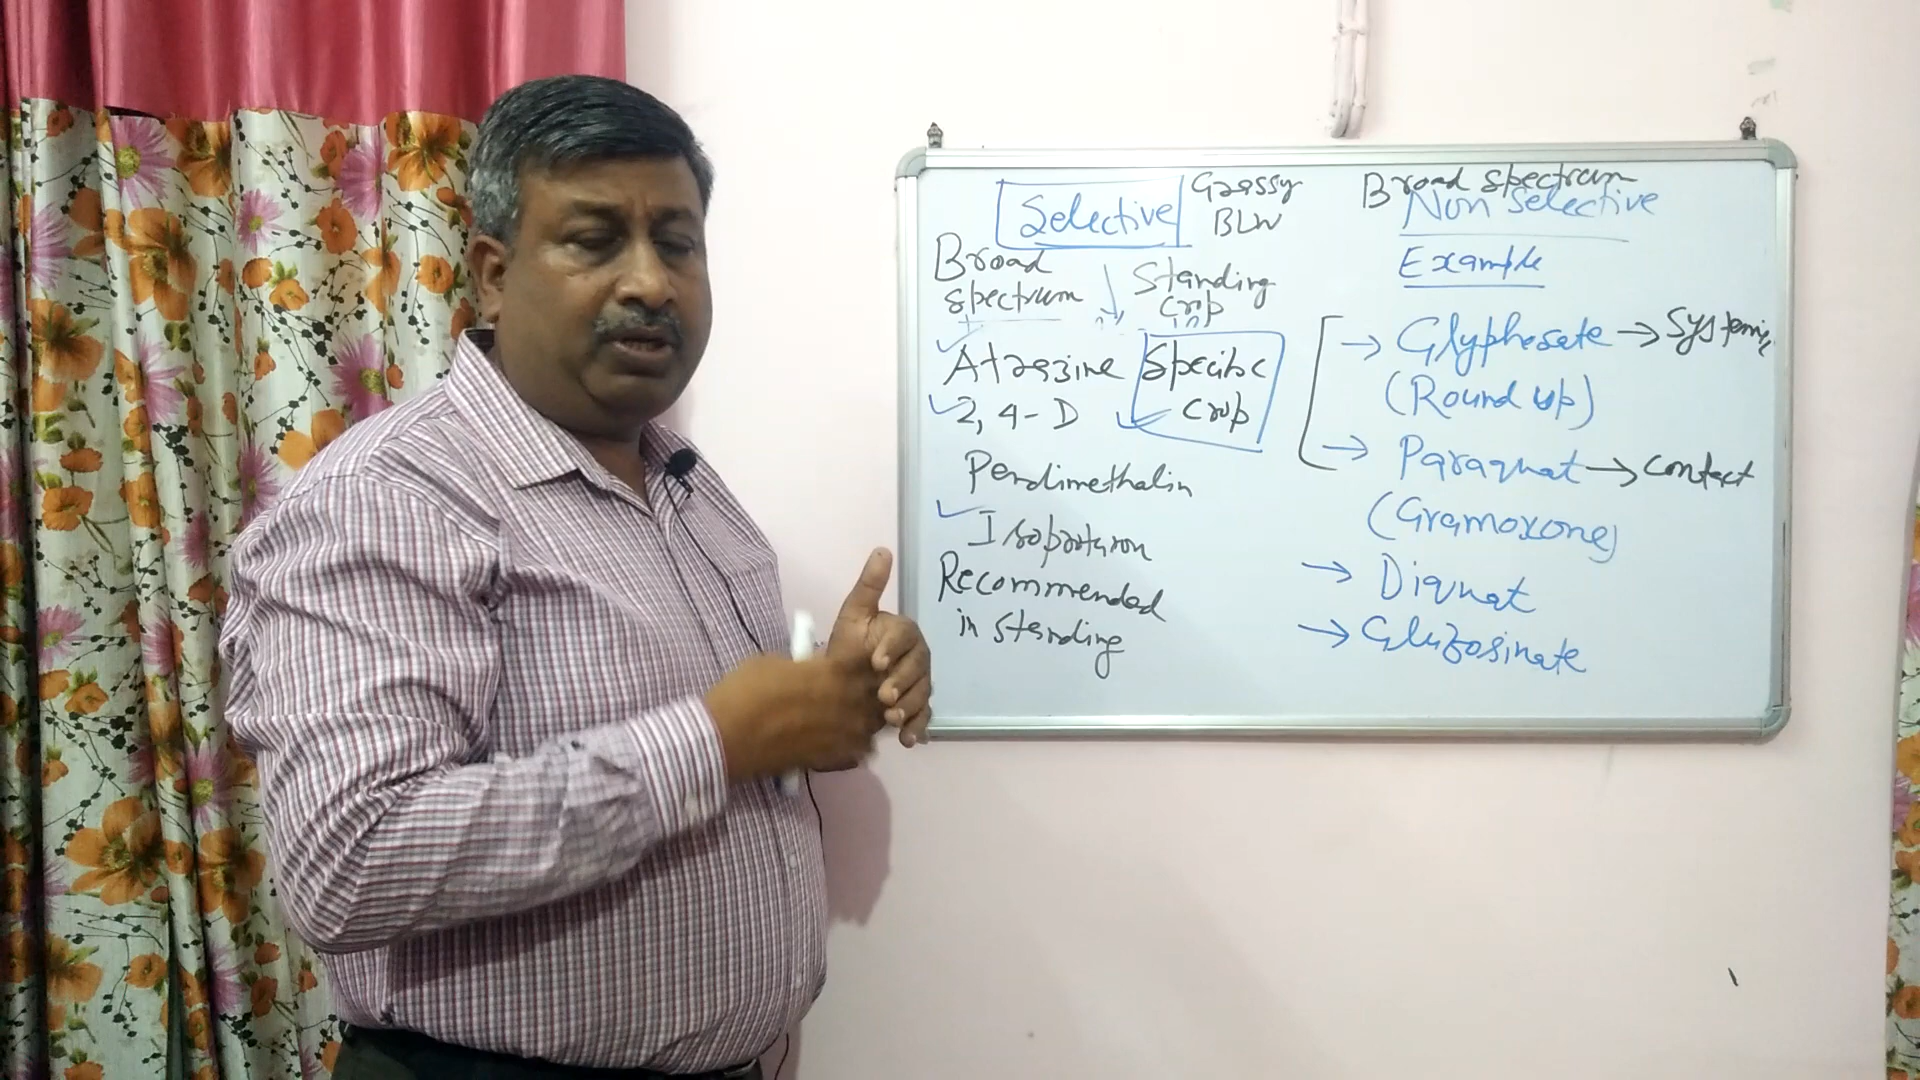 Selective
Grassy
BLW
Broad
spectrum
Standing
crop
Atrazine
Specific
crop
2, 4-D
Pendimethalin
Isoproturon
Recommended
in standing
Broad spectrum
Non Selective
Example
→ Glyphosate → Systemic
(Round up)
→ Paraquat → contact
(Gramoxone)
→ Diquat
→ Glufosinate